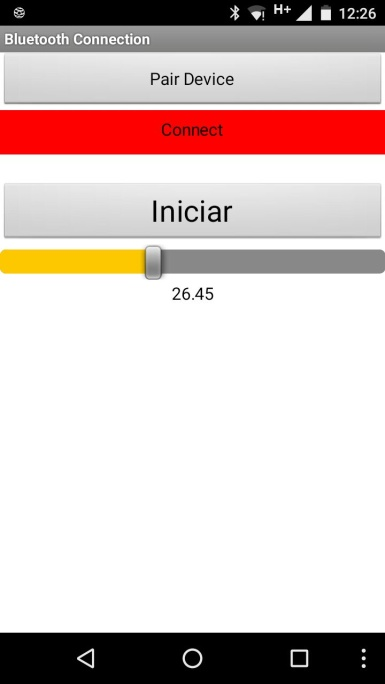 H+ 12:26
Bluetooth Connection
Pair Device
Connect
Iniciar
26.45